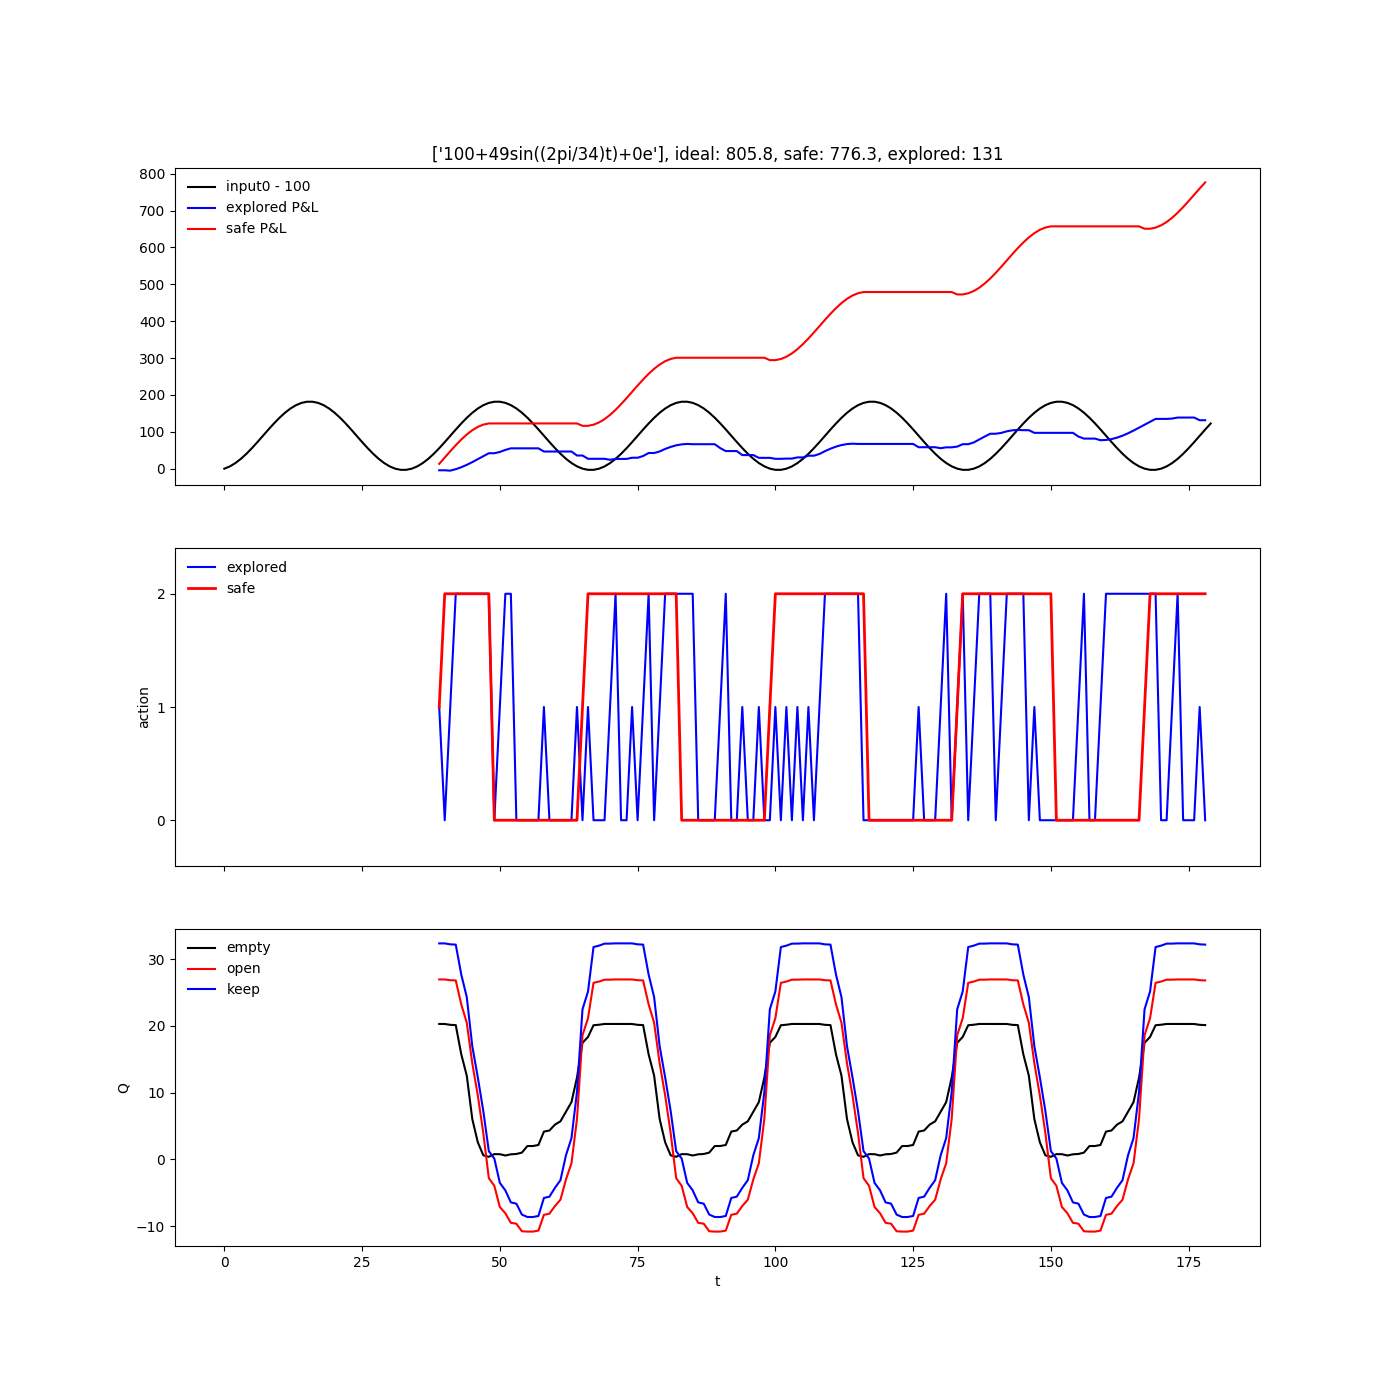 ['100+49sin((2pi/34)t)+0e'], ideal: 805.8, safe: 776.3, explored: 131
800
700
600
500
400
300
200
100
0
input0 - 100
explored P&L
safe P&L
action
2
1
0
explored
safe
Q
30
20
10
0
−10
empty
open
keep
0 25 50 75 100 125 150 175
t